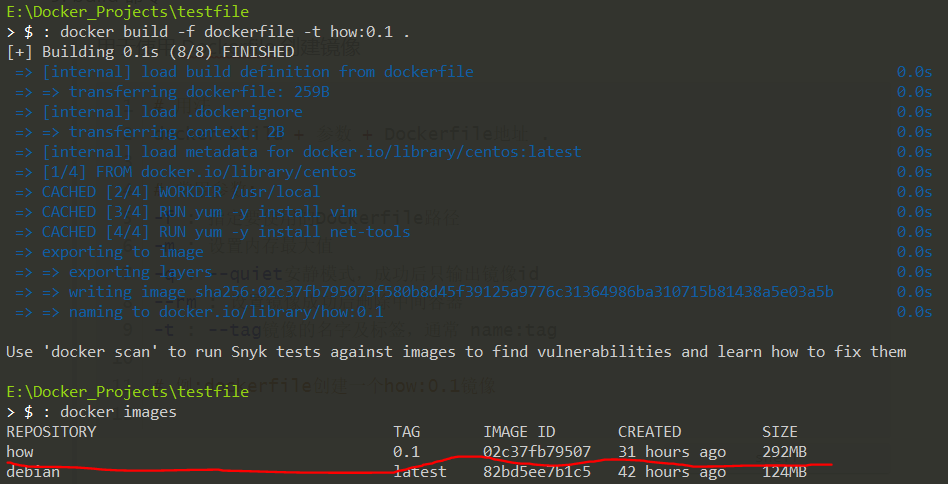 E:\Docker_Projects\testfile
> $ : docker build -f dockerfile -t how:0.1 .
[+] Building 0.1s (8/8) FINISHED
=> [internal] load build definition from dockerfile 0.0s
=> => transferring dockerfile: 259B 0.0s
=> [internal] load .dockerignore 0.0s
=> => transferring context: 2B 0.0s
=> [internal] load metadata for docker.io/library/centos:latest 0.0s
=> [1/4] FROM docker.io/library/centos 0.0s
=> CACHED [2/4] WORKDIR /usr/local 0.0s
=> CACHED [3/4] RUN yum -y install vim 0.0s
=> CACHED [4/4] RUN yum -y install net-tools 0.0s
=> exporting to image 0.0s
=> => exporting layers 0.0s
=> => writing image sha256:02c37fb795073f580b8d45f39125a9776c31364986ba310715b81438a5e03a5b 0.0s
=> => naming to docker.io/library/how:0.1 0.0s
Use 'docker scan' to run Snyk tests against images to find vulnerabilities and learn how to fix them
E:\Docker_Projects\testfile
> $ : docker images
REPOSITORY TAG IMAGE ID CREATED SIZE
how 0.1 02c37fb79507 31 hours ago 292MB
debian latest 82bd5ee7b1c5 42 hours ago 124MB